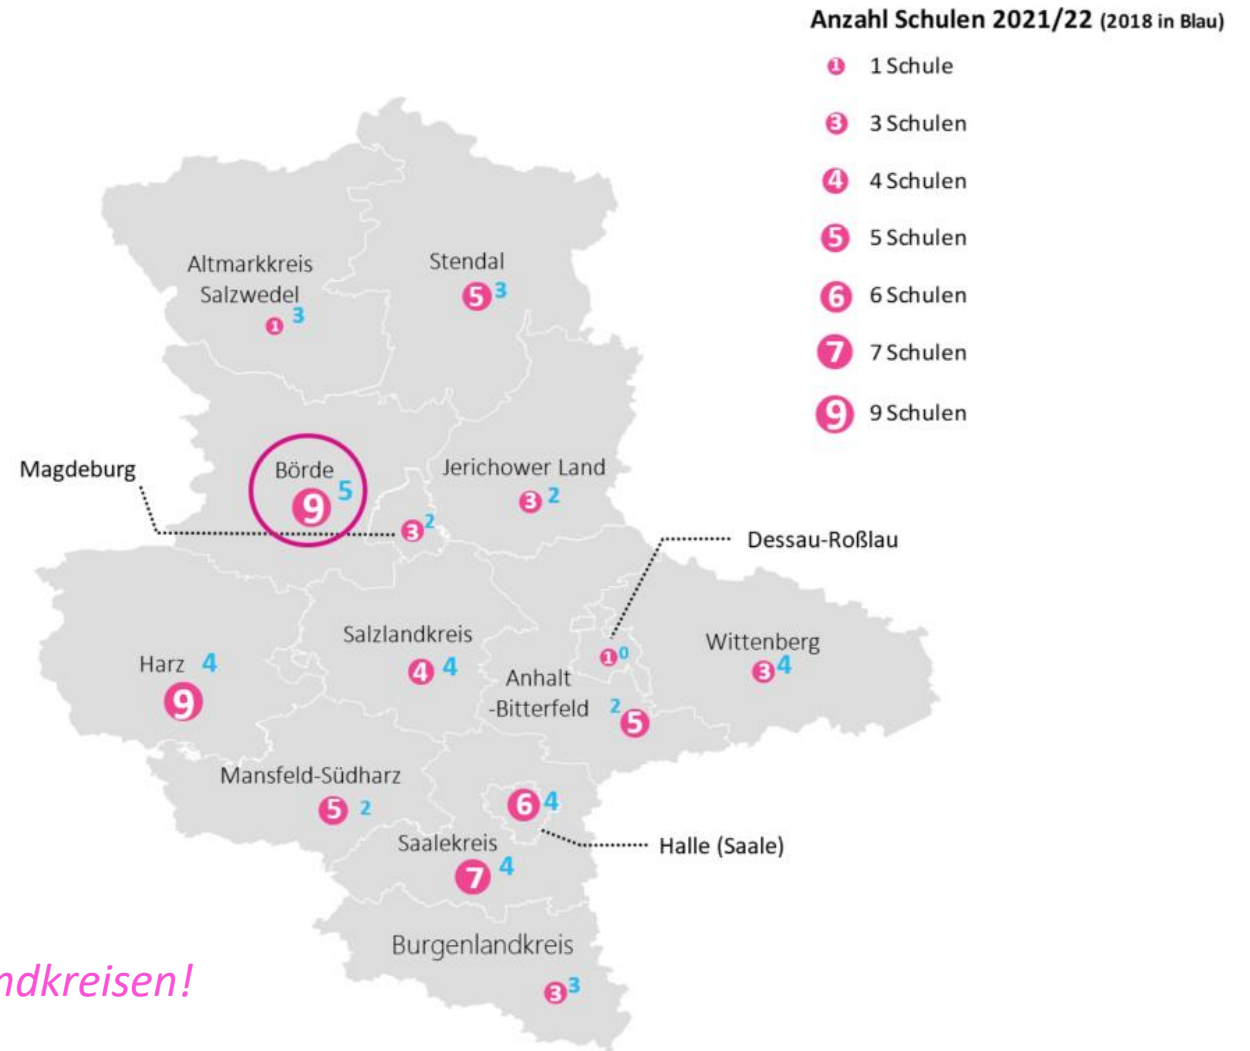 Anzahl Schulen 2021/22 (2018 in Blau)
1 1 Schule
3 3 Schulen
4 4 Schulen
5 5 Schulen
6 6 Schulen
7 7 Schulen
9 9 Schulen
Altmarkkreis
Salzwedel
1 3
Stendal
5 3
Magdeburg
3 2
Börde
9 5
Jerichower Land
3 2
Dessau-Roßlau
1 0
Harz 4
9
Salzlandkreis
4 4
Anhalt
-Bitterfeld 2
5
Wittenberg
3 4
Mansfeld-Südharz
5 2
6 4
Halle (Saale)
Saalekreis
7 4
Burgenlandkreis
3 3
ndkreisen!